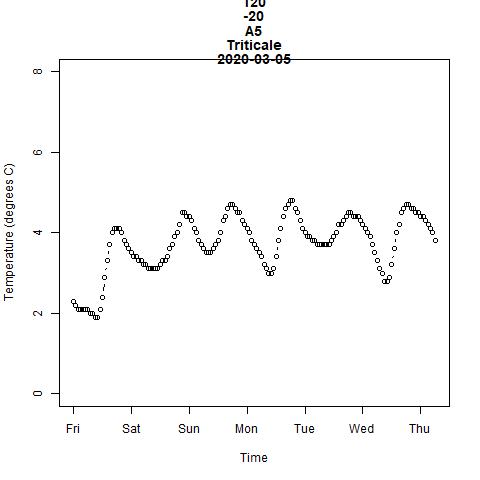 120
-20
A5
Triticale
2020-03-05
8
6
4
2
0
Temperature (degrees C)
Fri Sat Sun Mon Tue Wed Thu
Time